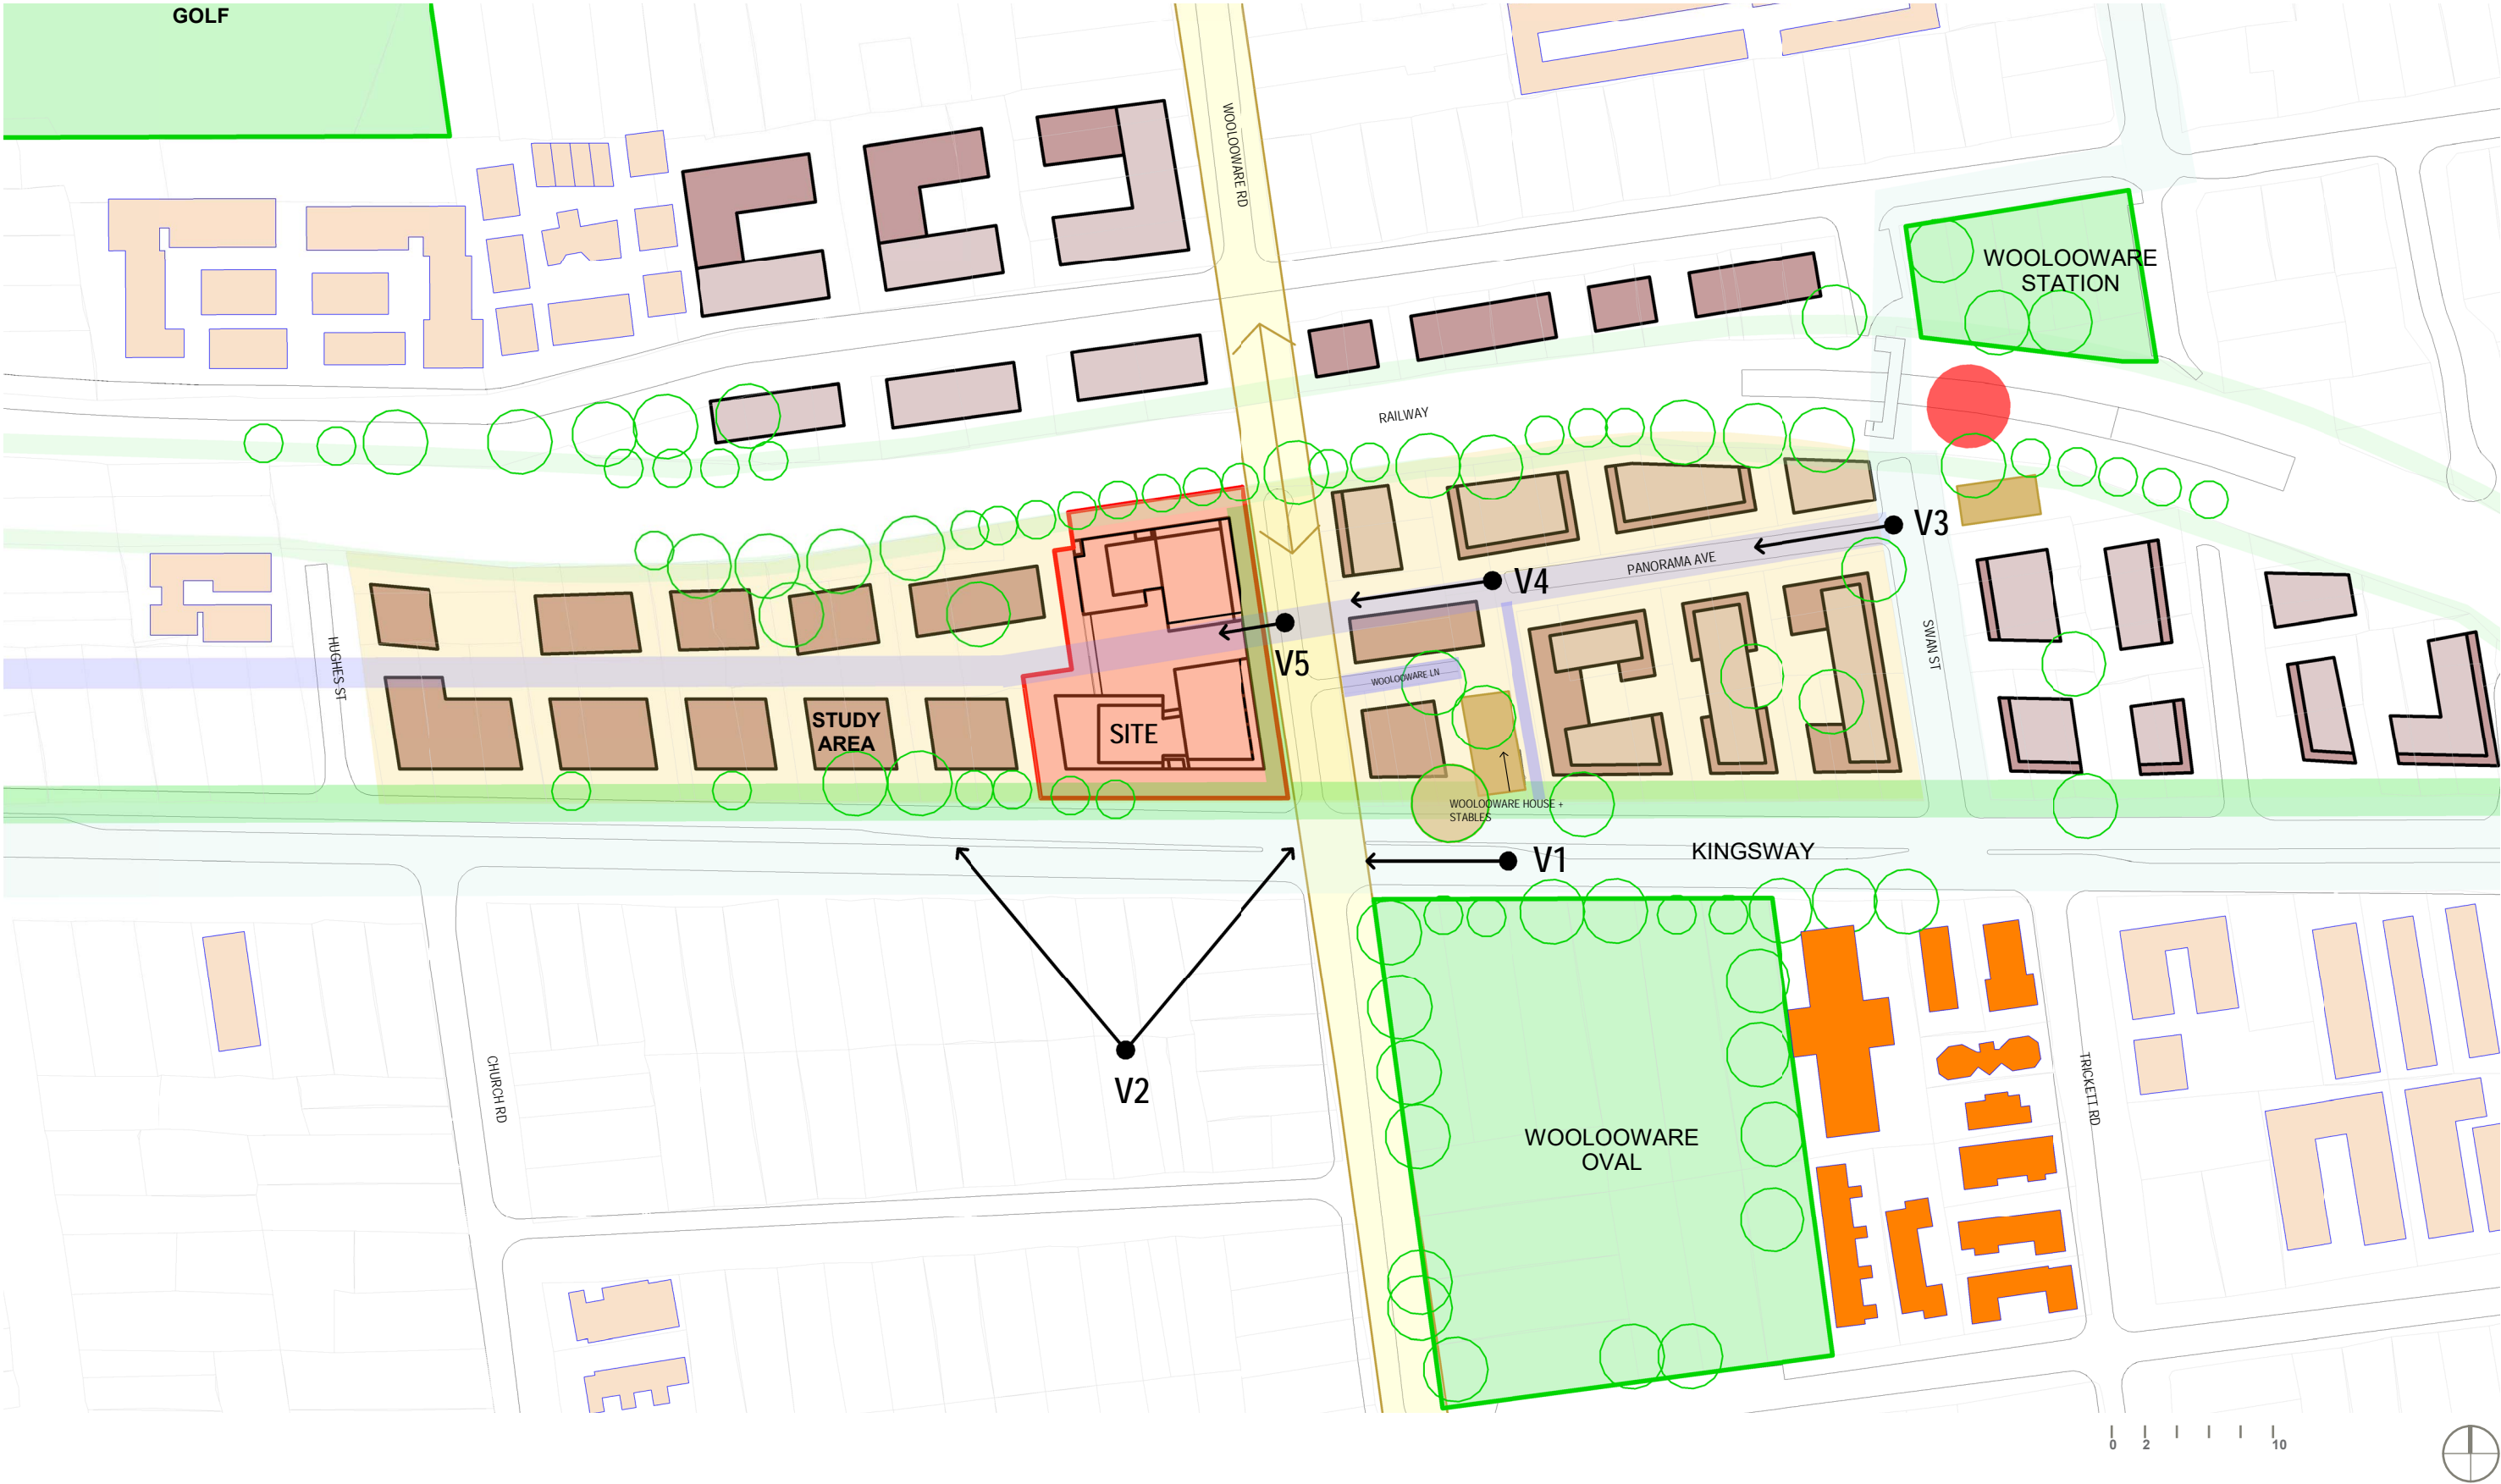 GOLF
WOOLOOWARE RD
WOOLOOWARE
STATION
RAILWAY
V3
PANORAMA AVE
V4
V5
HUGHES ST
SWAN ST
WOOLOOWARE LN
STUDY
AREA
SITE
WOOLOOWARE HOUSE +
STABLES
KINGSWAY
V1
CHURCH RD
V2
TRICKETT RD
WOOLOOWARE
OVAL
0 2 10